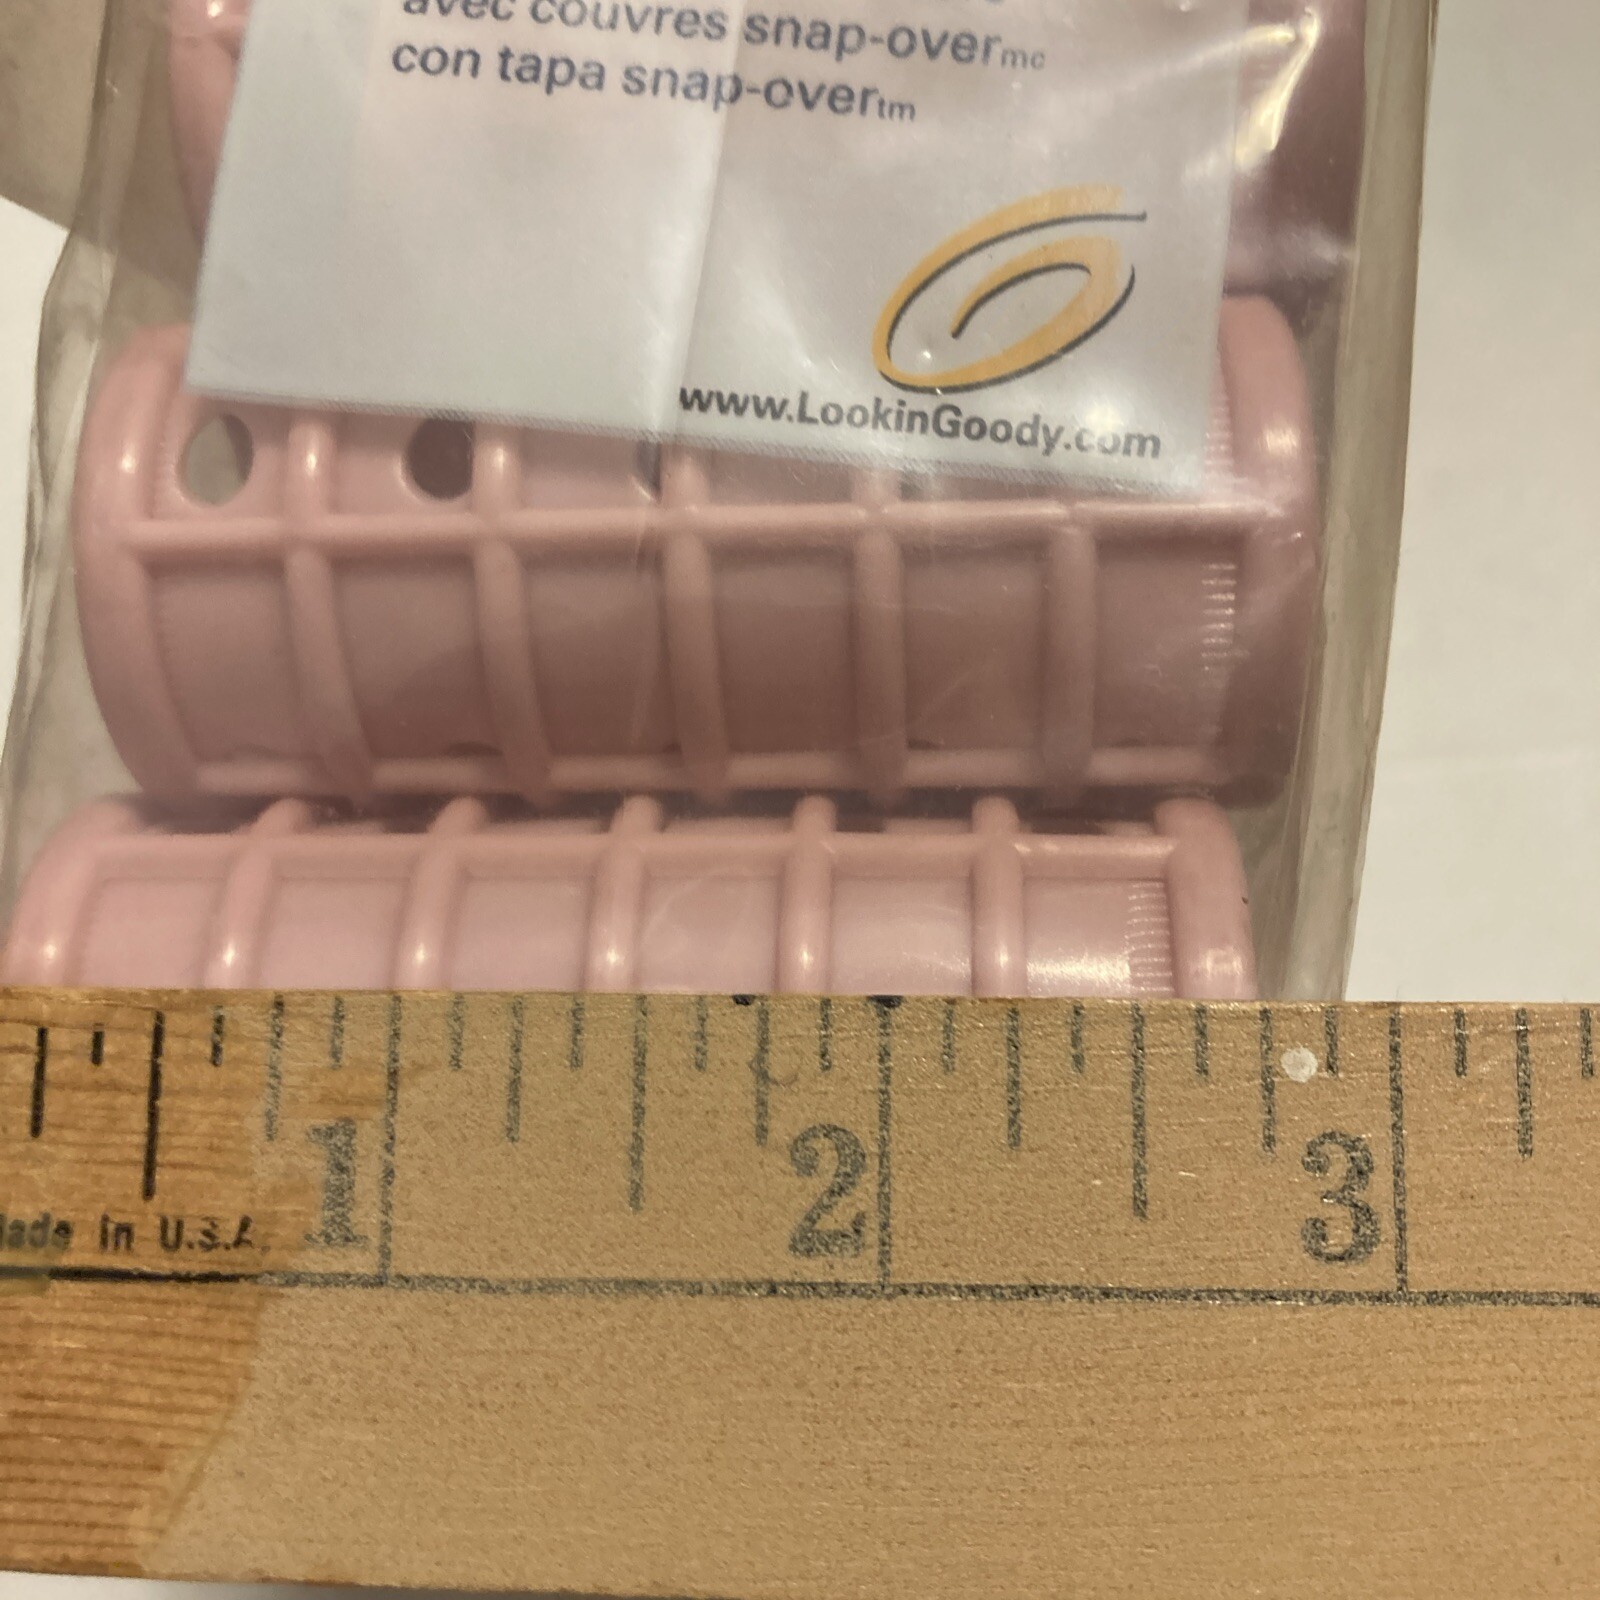 avec couvres snap-overmc
con tapa snap-overtm
www.LookinGoody.com
1 2 3
Made in U.S.A.